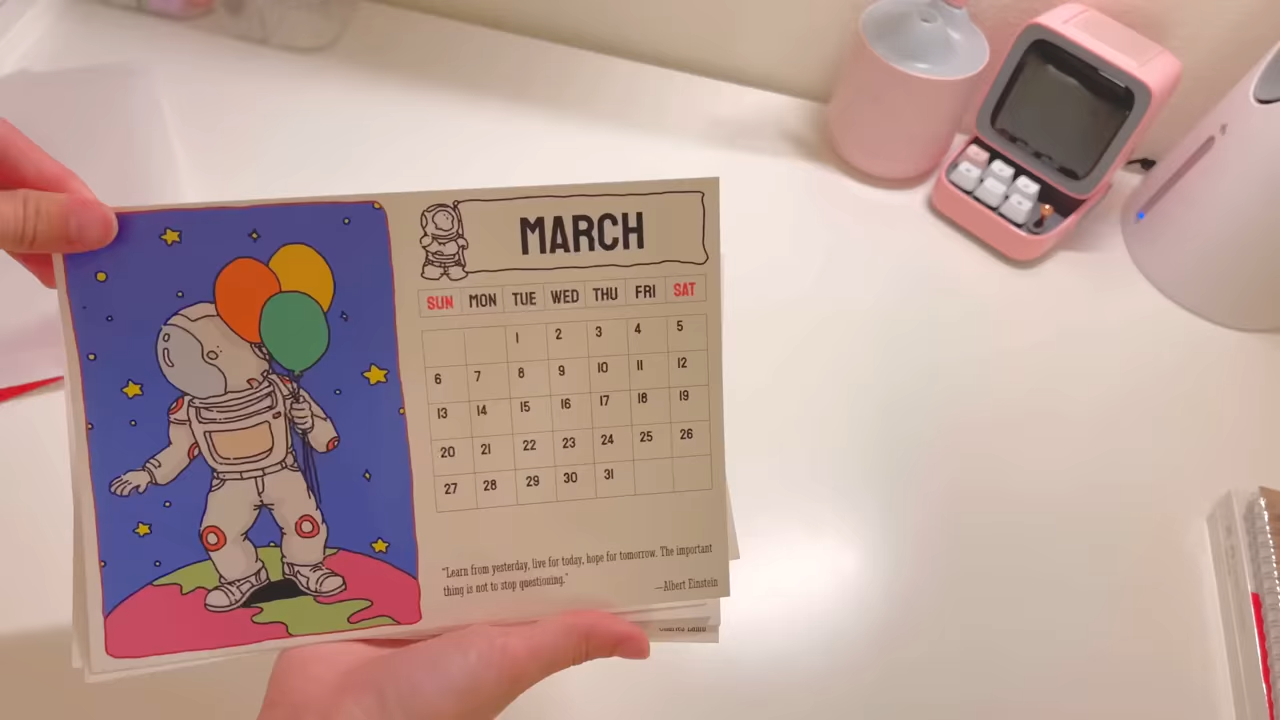 MARCH
SUN MON TUE WED THU FRI SAT
1 2 3 4 5
6 7 8 9 10 11 12
13 14 15 16 17 18 19
20 21 22 23 24 25 26
27 28 29 30 31
"Learn from yesterday, live for today, hope for tomorrow. The important
thing is not to stop questioning."
—Albert Einstein